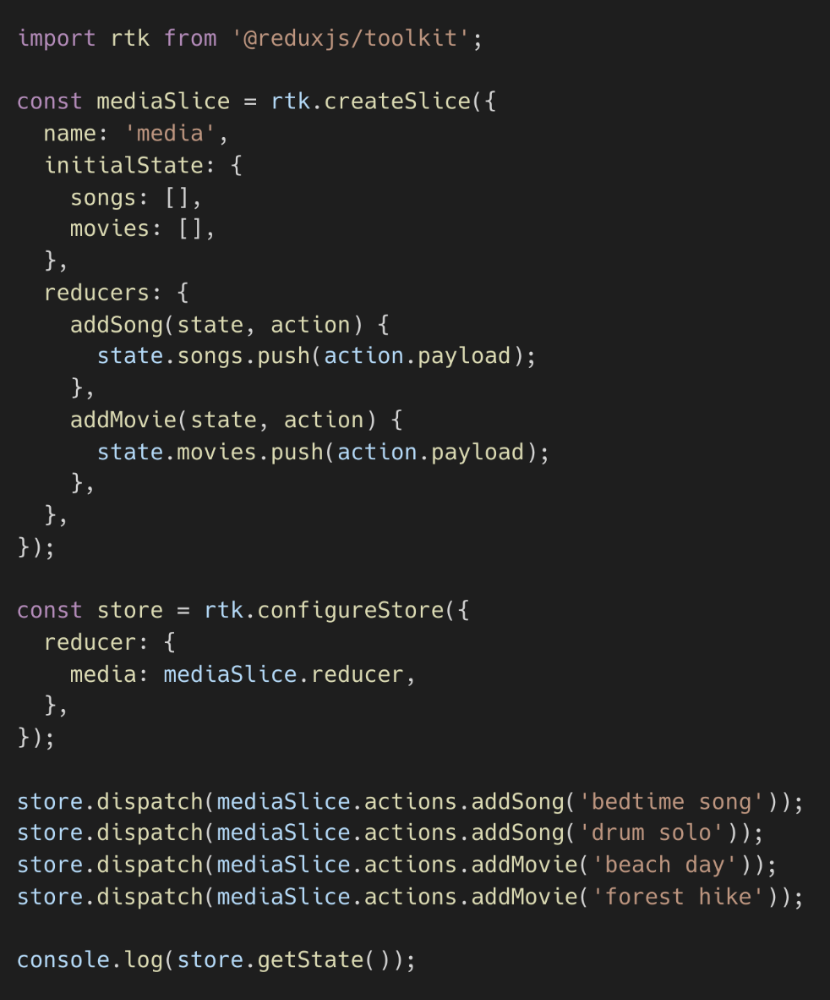 import rtk from '@reduxjs/toolkit';

const mediaSlice = rtk.createSlice({
  name: 'media',
  initialState: {
    songs: [],
    movies: [],
  },
  reducers: {
    addSong(state, action) {
      state.songs.push(action.payload);
    },
    addMovie(state, action) {
      state.movies.push(action.payload);
    },
  },
});

const store = rtk.configureStore({
  reducer: {
    media: mediaSlice.reducer,
  },
});

store.dispatch(mediaSlice.actions.addSong('bedtime song'));
store.dispatch(mediaSlice.actions.addSong('drum solo'));
store.dispatch(mediaSlice.actions.addMovie('beach day'));
store.dispatch(mediaSlice.actions.addMovie('forest hike'));

console.log(store.getState());